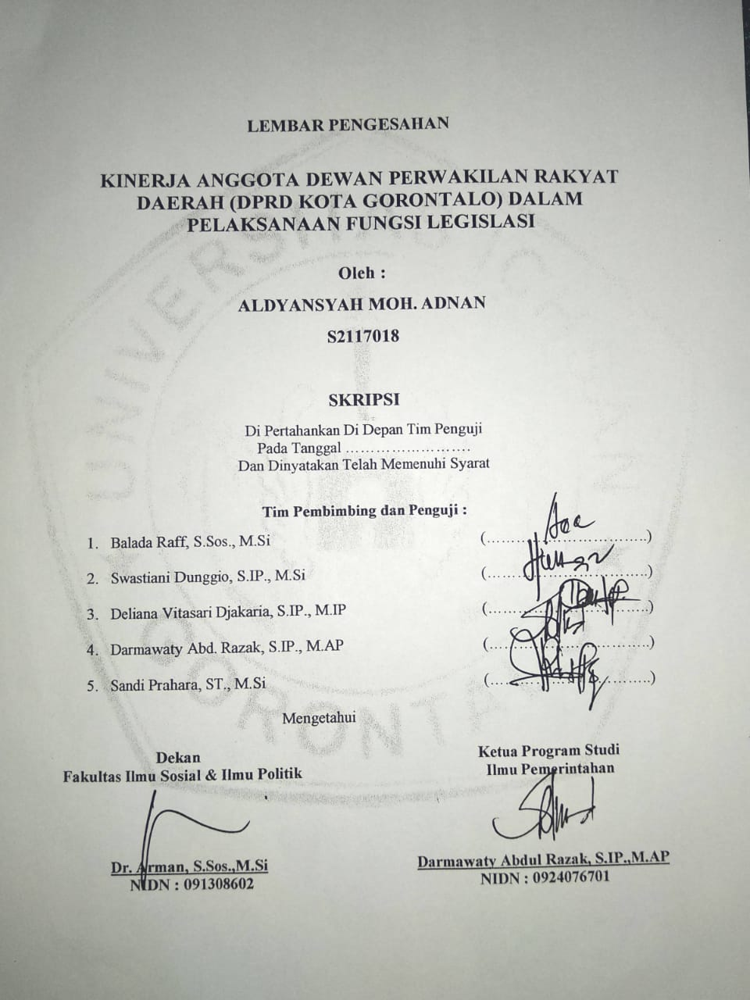 LEMBAR PENGESAHAN
KINERJA ANGGOTA DEWAN PERWAKILAN RAKYAT
DAERAH (DPRD KOTA GORONTALO) DALAM
PELAKSANAAN FUNGSI LEGISLASI
Oleh :
ALDYANSYAH MOH. ADNAN
S2117018
SKRIPSI
Di Pertahankan Di Depan Tim Penguji
Pada Tanggal .........................
Dan Dinyatakan Telah Memenuhi Syarat
Tim Pembimbing dan Penguji :
1. Balada Raff, S.Sos., M.Si (.................................)
2. Swastiani Dunggio, S.IP., M.Si (.................................)
3. Deliana Vitasari Djakaria, S.IP., M.IP (.................................)
4. Darmawaty Abd. Razak, S.IP., M.AP (.................................)
5. Sandi Prahara, ST., M.Si (.................................)
Mengetahui
Dekan
Fakultas Ilmu Sosial & Ilmu Politik
Dr. Arman, S.Sos.,M.Si
NIDN : 091308602
Ketua Program Studi
Ilmu Pemerintahan
Darmawaty Abdul Razak, S.IP.,M.AP
NIDN : 0924076701